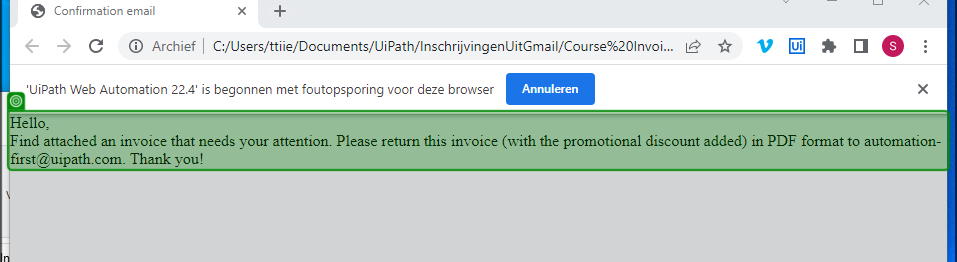 Confirmation email
Archief
C:/Users/ttiie/Documents/UiPath/InschrijvingenUitGmail/Course%20Invoi...
Ui
S
'UiPath Web Automation 22.4' is begonnen met foutopsporing voor deze browser
Annuleren
Hello,
Find attached an invoice that needs your attention. Please return this invoice (with the promotional discount added) in PDF format to automation-
first@uipath.com. Thank you!
In